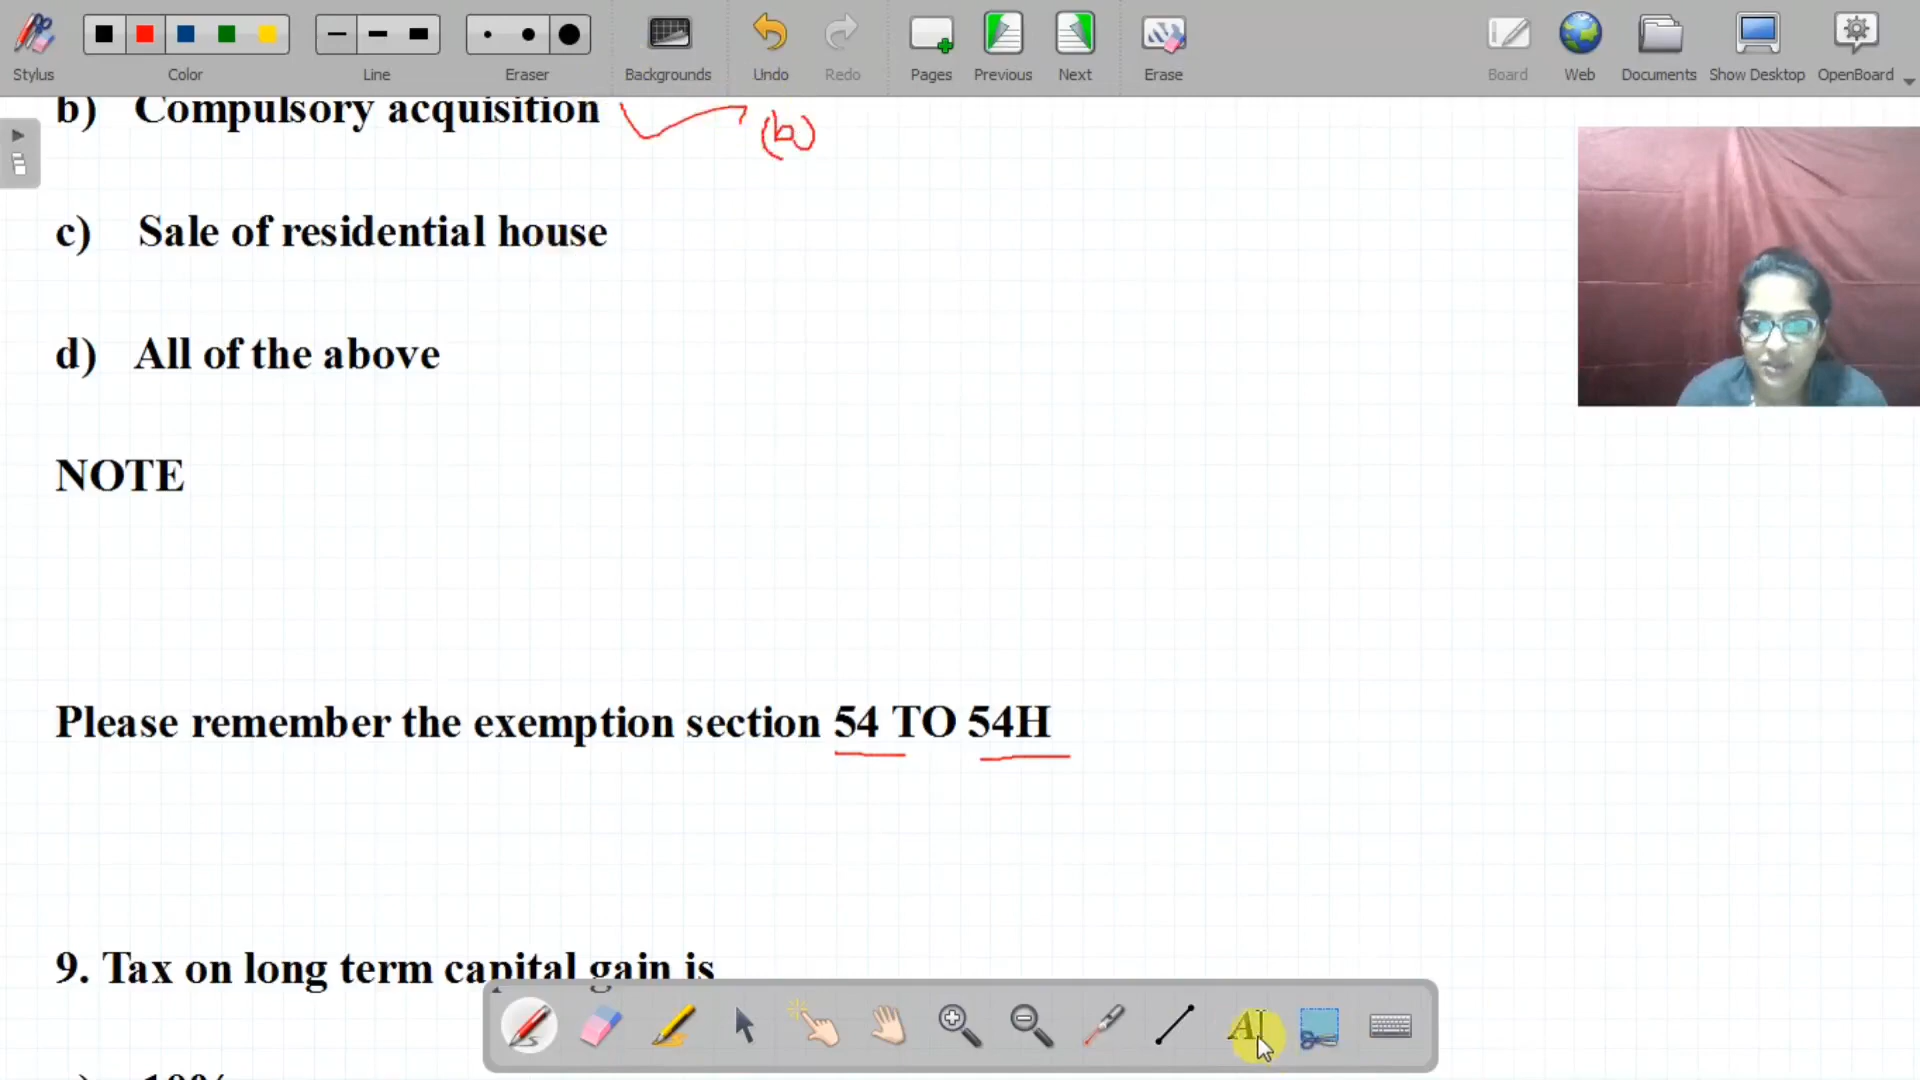 Stylus Color Line Eraser Backgrounds Undo Redo Pages Previous Next Erase Board Web Documents Show Desktop OpenBoard
b) Compulsory acquisition (b)
c) Sale of residential house
d) All of the above
NOTE
Please remember the exemption section 54 TO 54H
9. Tax on long term capital gain is